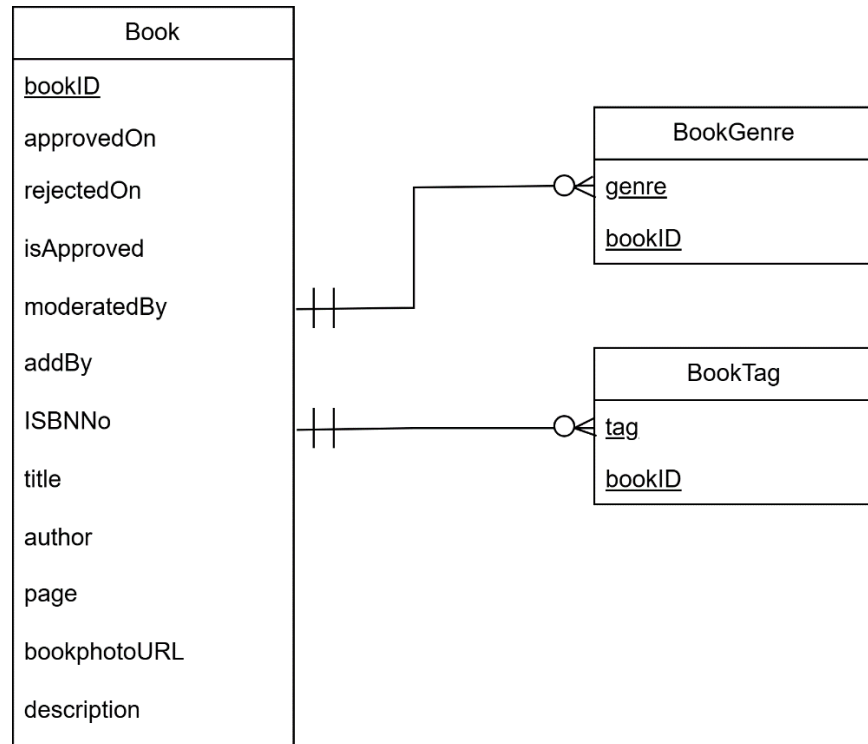 Book
bookID
approvedOn
rejectedOn
isApproved
moderatedBy
addBy
ISBNNo
title
author
page
bookphotoURL
description
BookGenre
genre
bookID
BookTag
tag
bookID